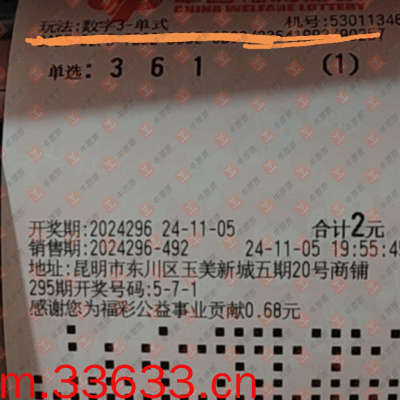 CHINA WELFARE LOTTERY
玩法:数字3-单式 机号:53011346
单选: 3 6 1 (1)
开奖期:2024296 24-11-05 合计2元
销售期:2024296-492 24-11-05 19:55:45
地址:昆明市东川区玉美新城五期20号商铺
295期开奖号码:5-7-1
感谢您为福彩公益事业贡献0.68元
m.33633.cn